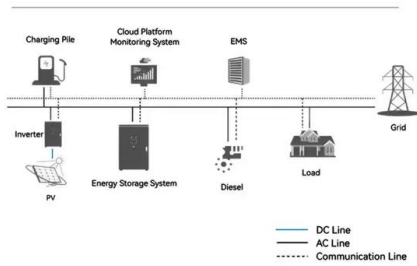 Charging Pile
Cloud Platform
Monitoring System
EMS
Grid
Inverter
PV
Energy Storage System
Diesel
Load
DC Line
AC Line
Communication Line